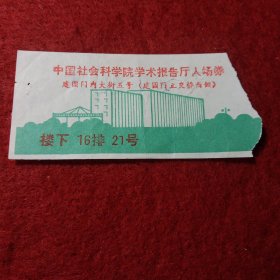 中国社会科学院学术报告厅入场券
建国门内大街五号（建国门立交桥西侧）
楼下 16排 21号